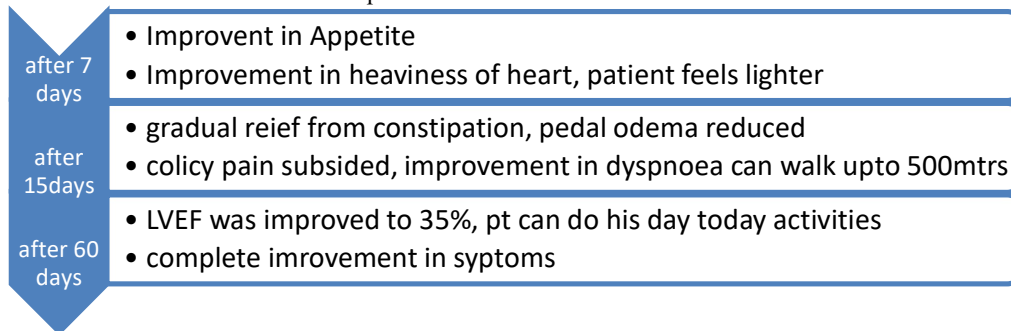 after 7
days
• Improvent in Appetite
• Improvement in heaviness of heart, patient feels lighter
after
15days
• gradual reief from constipation, pedal odema reduced
• colicy pain subsided, improvement in dyspnoea can walk upto 500mtrs
after 60
days
• LVEF was improved to 35%, pt can do his day today activities
• complete imrovement in syptoms